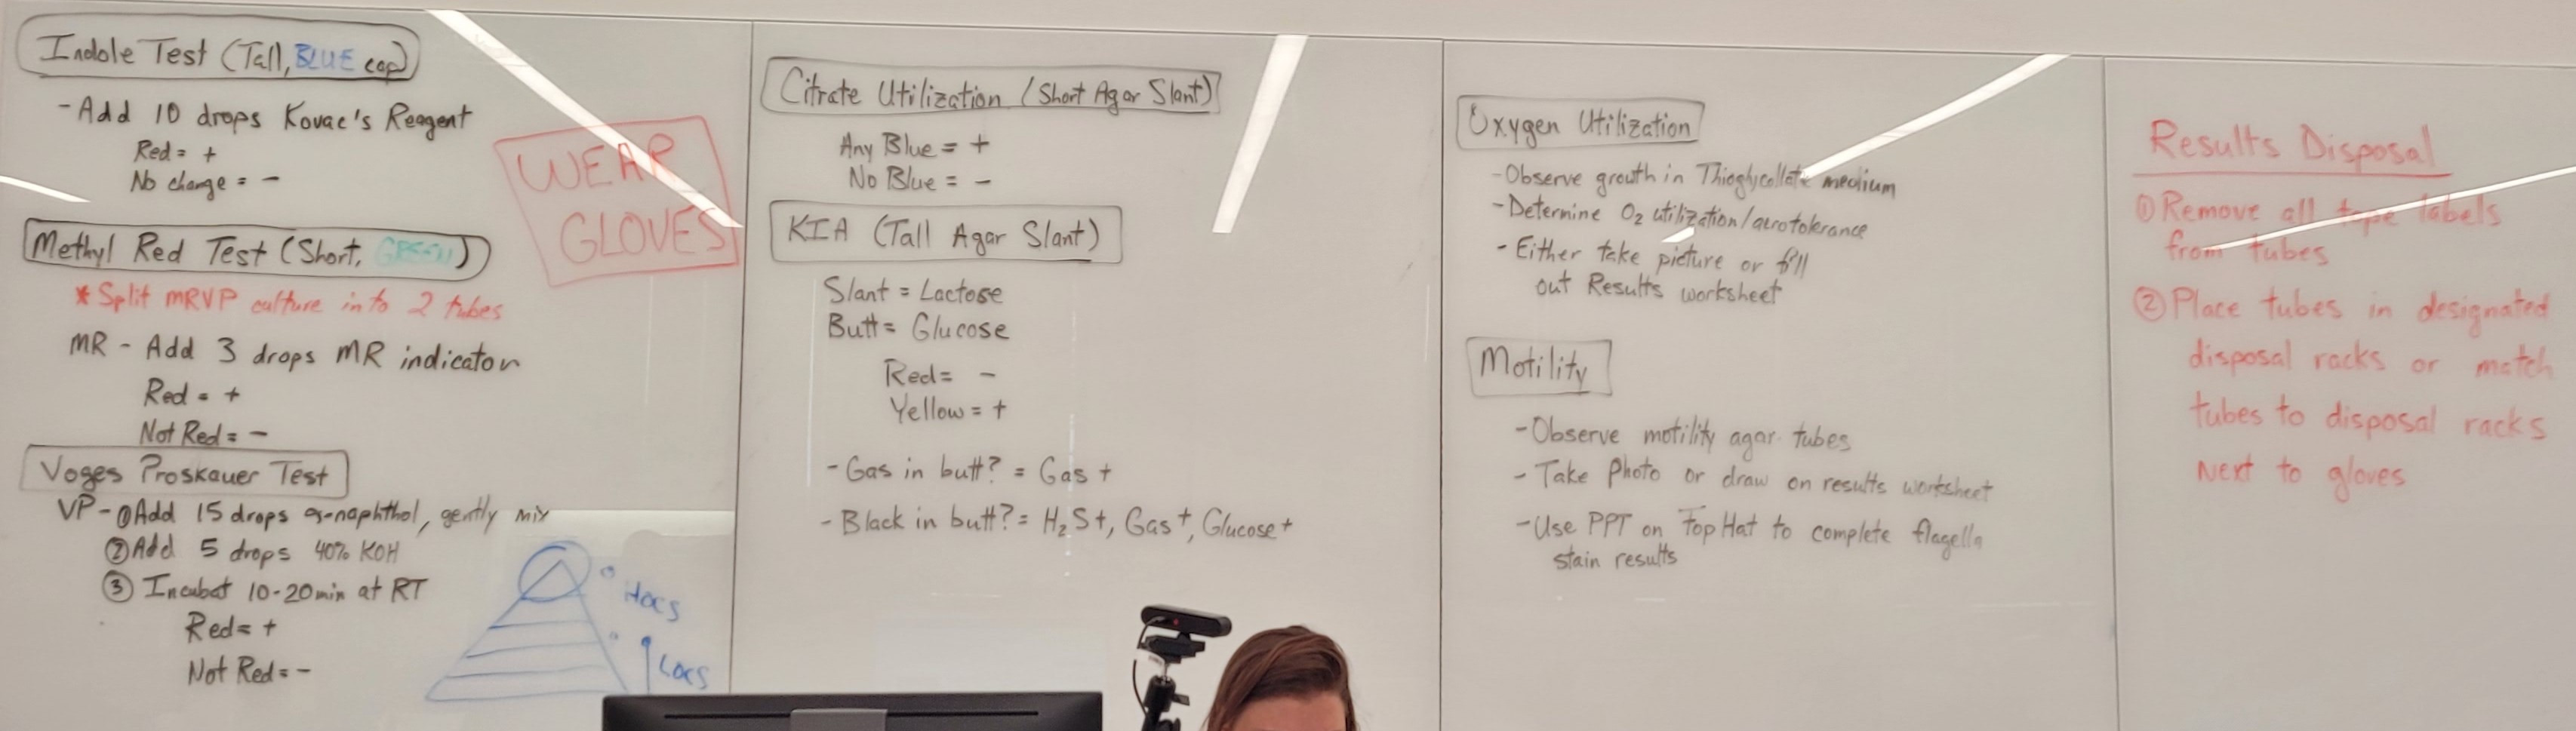 Indole Test (Tall, BLUE cap)
- Add 10 drops Kovac's Reagent
Red = +
No change = -
WEAR
GLOVES
Methyl Red Test (Short, GREEN)
* Split MRVP culture into 2 tubes
MR - Add 3 drops MR indicator
Red = +
Not Red = -
Voges Proskauer Test
VP - ① Add 15 drops α-naphthol, gently mix
② Add 5 drops 40% KOH
③ Incubat 10-20min at RT
Red = +
Not Red = -
Hocs
Locs
Citrate Utilization (Short Agar Slant)
Any Blue = +
No Blue = -
KIA (Tall Agar Slant)
Slant = Lactose
Butt = Glucose
Red = -
Yellow = +
- Gas in butt? = Gas +
- Black in butt? = H₂S+, Gas+, Glucose+
Oxygen Utilization
- Observe growth in Thioglycollate medium
- Determine O₂ utilization/aerotolerance
- Either take picture or fill
out Results worksheet
Motility
- Observe motility agar tubes
- Take Photo or draw on results worksheet
- Use PPT on Top Hat to complete flagella
stain results
Results Disposal
① Remove all tape labels
from tubes
② Place tubes in designated
disposal racks or match
tubes to disposal racks
Next to gloves